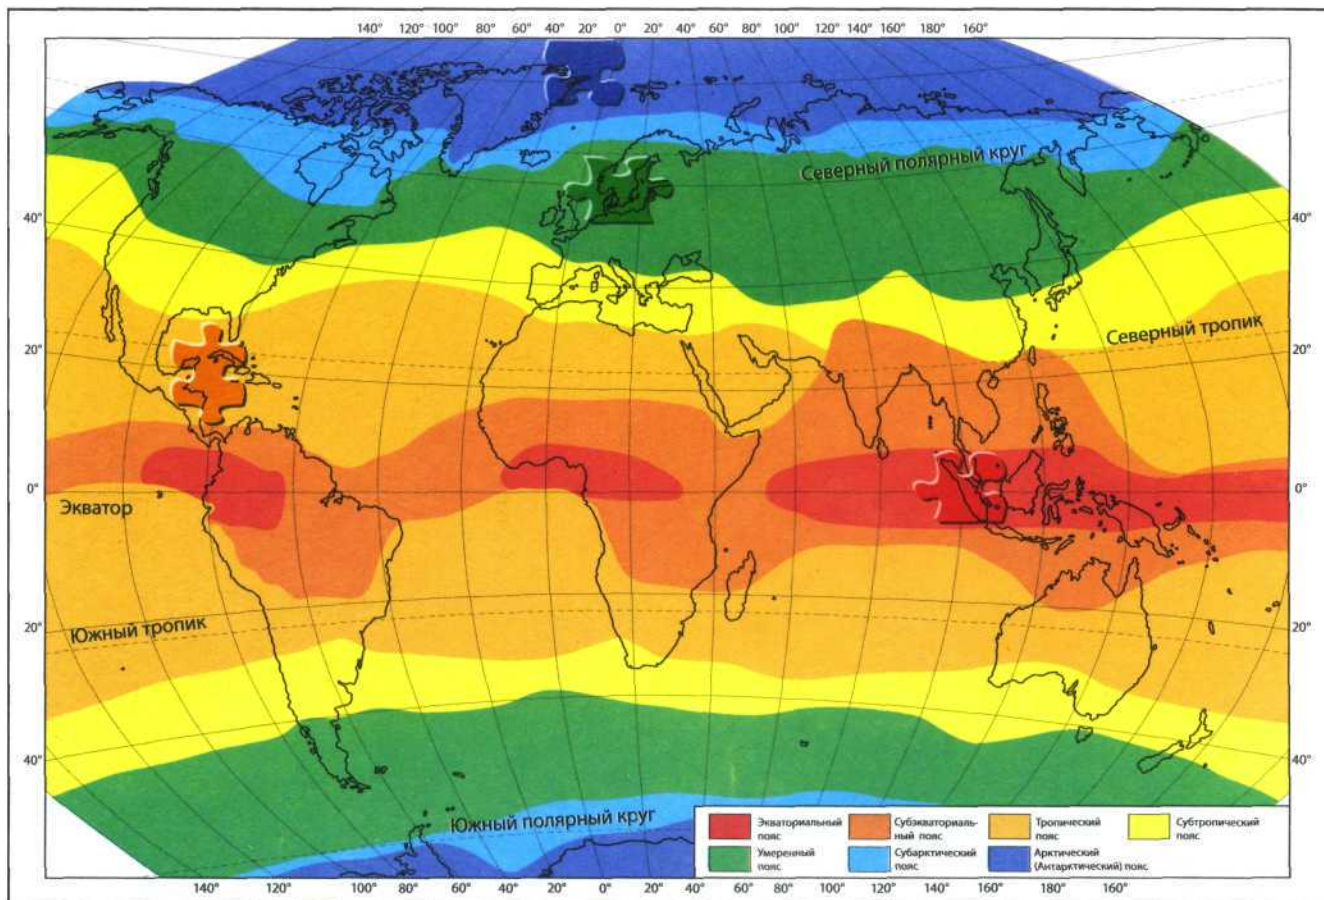 140° 120° 100° 80° 60° 40° 20° 0° 20° 40° 60° 80° 100° 120° 140° 160° 180° 160°
Северный полярный круг
40° 40°
Северный тропик
20° 20°
0° 0°
Экватор
20° 20°
Южный тропик
40° 40°
Южный полярный круг
Экваториальный
пояс
Субэкваториаль-
ный пояс
Тропический
пояс
Субтропический
пояс
Умеренный
пояс
Субарктический
пояс
Арктический
(Антарктический) пояс
140° 120° 100° 80° 60° 40° 20° 0° 20° 40° 60° 80° 100° 120° 140° 160° 180° 160°